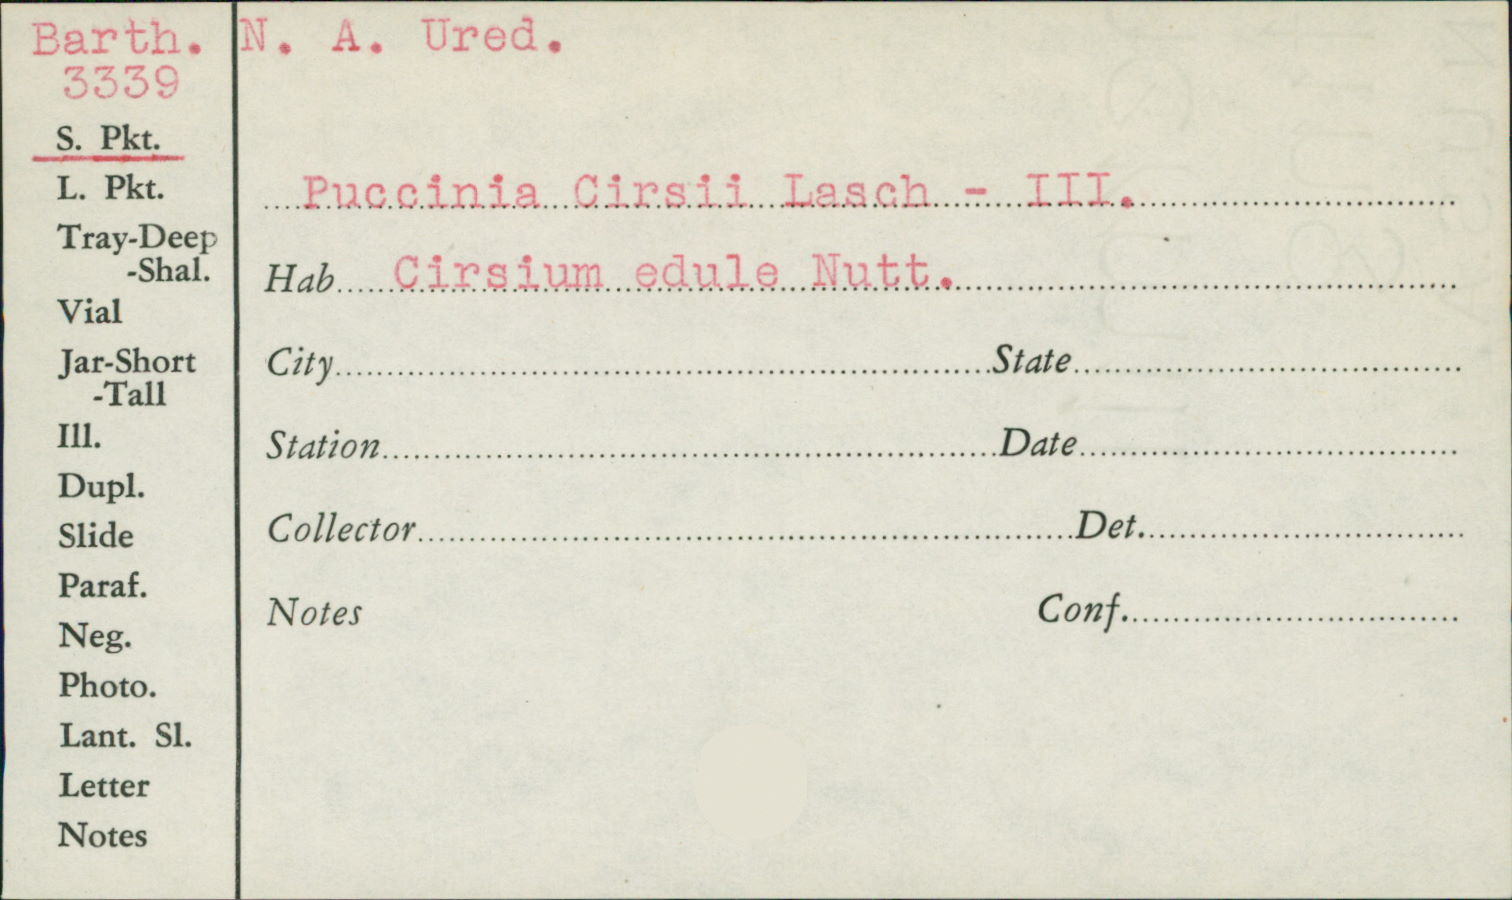 Barth. N. A. Ured.
3339
S. Pkt.
L. Pkt.
Tray-Deep
-Shal.
Vial
Jar-Short
-Tall
Ill.
Dupl.
Slide
Paraf.
Neg.
Photo.
Lant. Sl.
Letter
Notes
Puccinia Cirsii Lasch - III.
Hab Cirsium edule Nutt.
City State
Station Date
Collector Det.
Notes Conf.